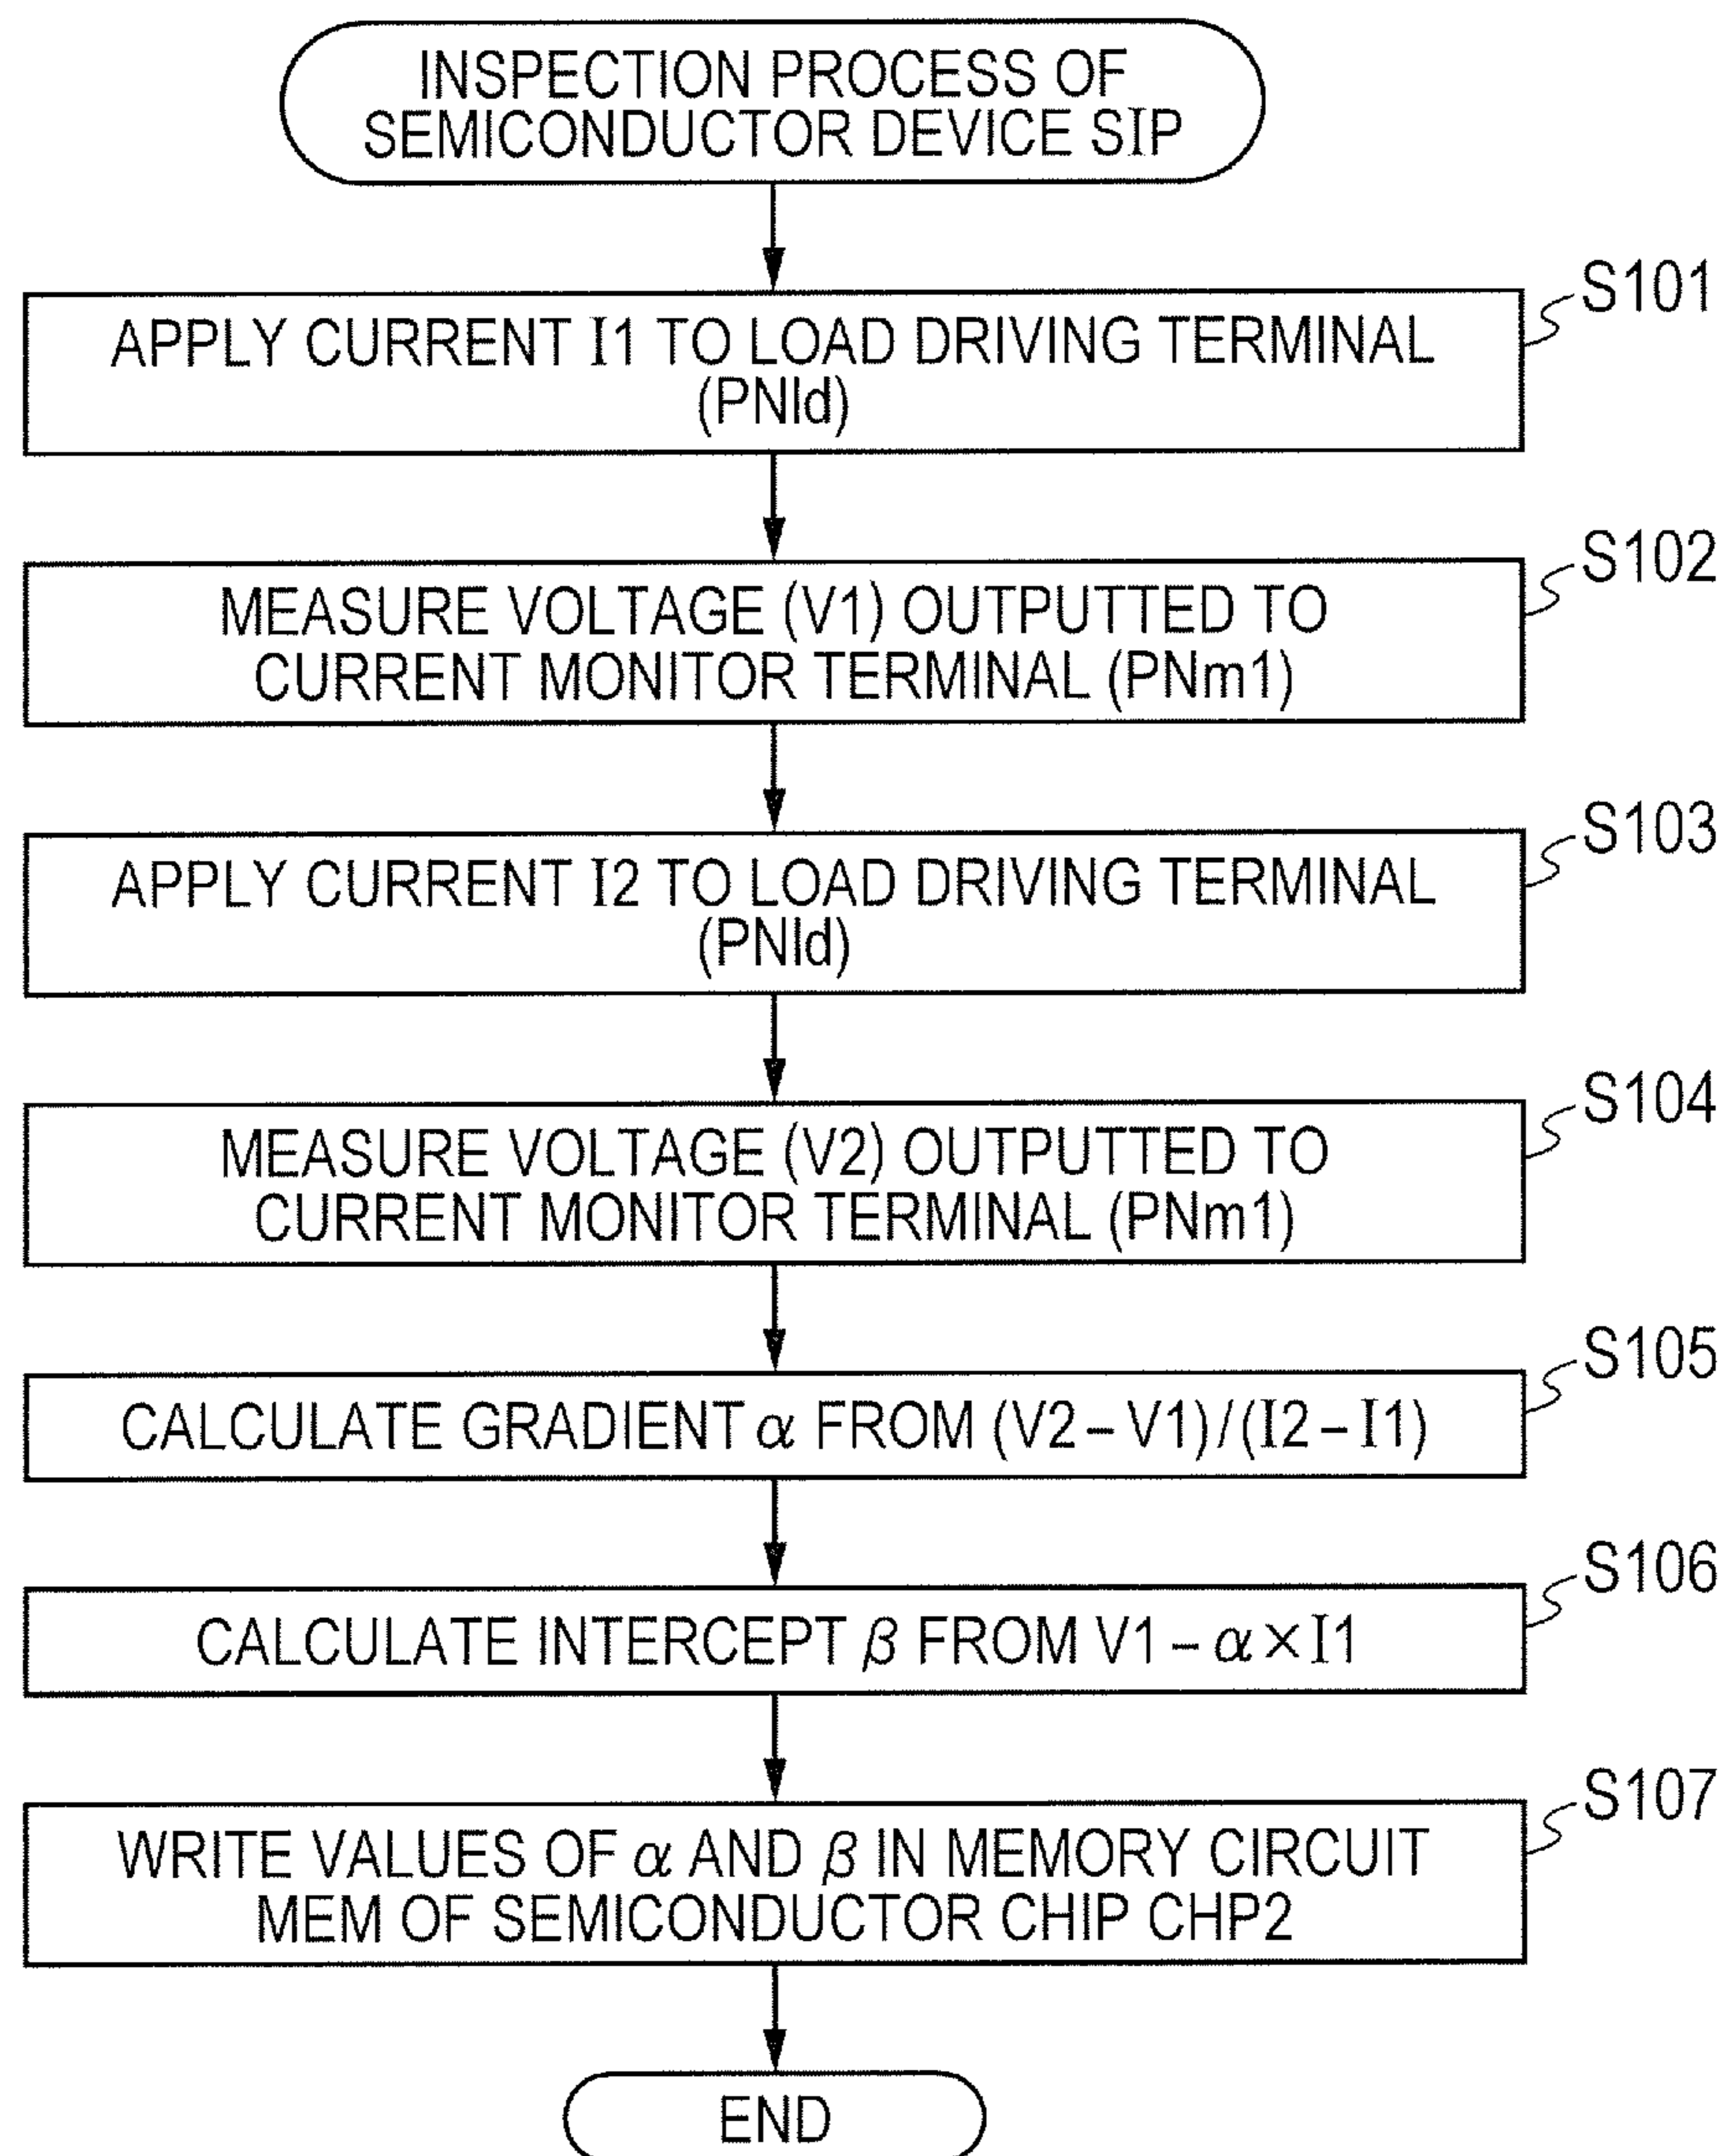 INSPECTION PROCESS OF
SEMICONDUCTOR DEVICE SIP
S101
APPLY CURRENT I1 TO LOAD DRIVING TERMINAL
(PNld)
S102
MEASURE VOLTAGE (V1) OUTPUTTED TO
CURRENT MONITOR TERMINAL (PNm1)
S103
APPLY CURRENT I2 TO LOAD DRIVING TERMINAL
(PNld)
S104
MEASURE VOLTAGE (V2) OUTPUTTED TO
CURRENT MONITOR TERMINAL (PNm1)
S105
CALCULATE GRADIENT α FROM (V2 – V1) / (I2 – I1)
S106
CALCULATE INTERCEPT β FROM V1 – α × I1
S107
WRITE VALUES OF α AND β IN MEMORY CIRCUIT
MEM OF SEMICONDUCTOR CHIP CHP2
END